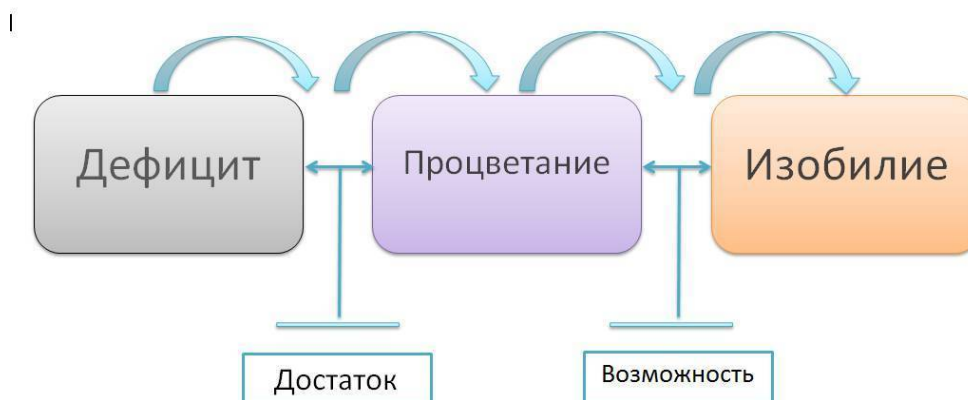 Дефицит
Процветание
Изобилие
Достаток
Возможность